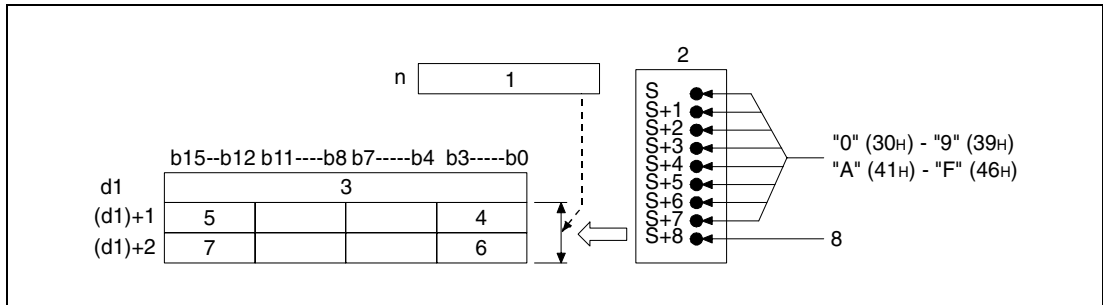 2
n 1
S
S+1
S+2
S+3
S+4
S+5
S+6
S+7
S+8
"0" (30H) - "9" (39H)
"A" (41H) - "F" (46H)
8
b15--b12 b11----b8 b7-----b4 b3-----b0
d1 3
(d1)+1 5 4
(d1)+2 7 6